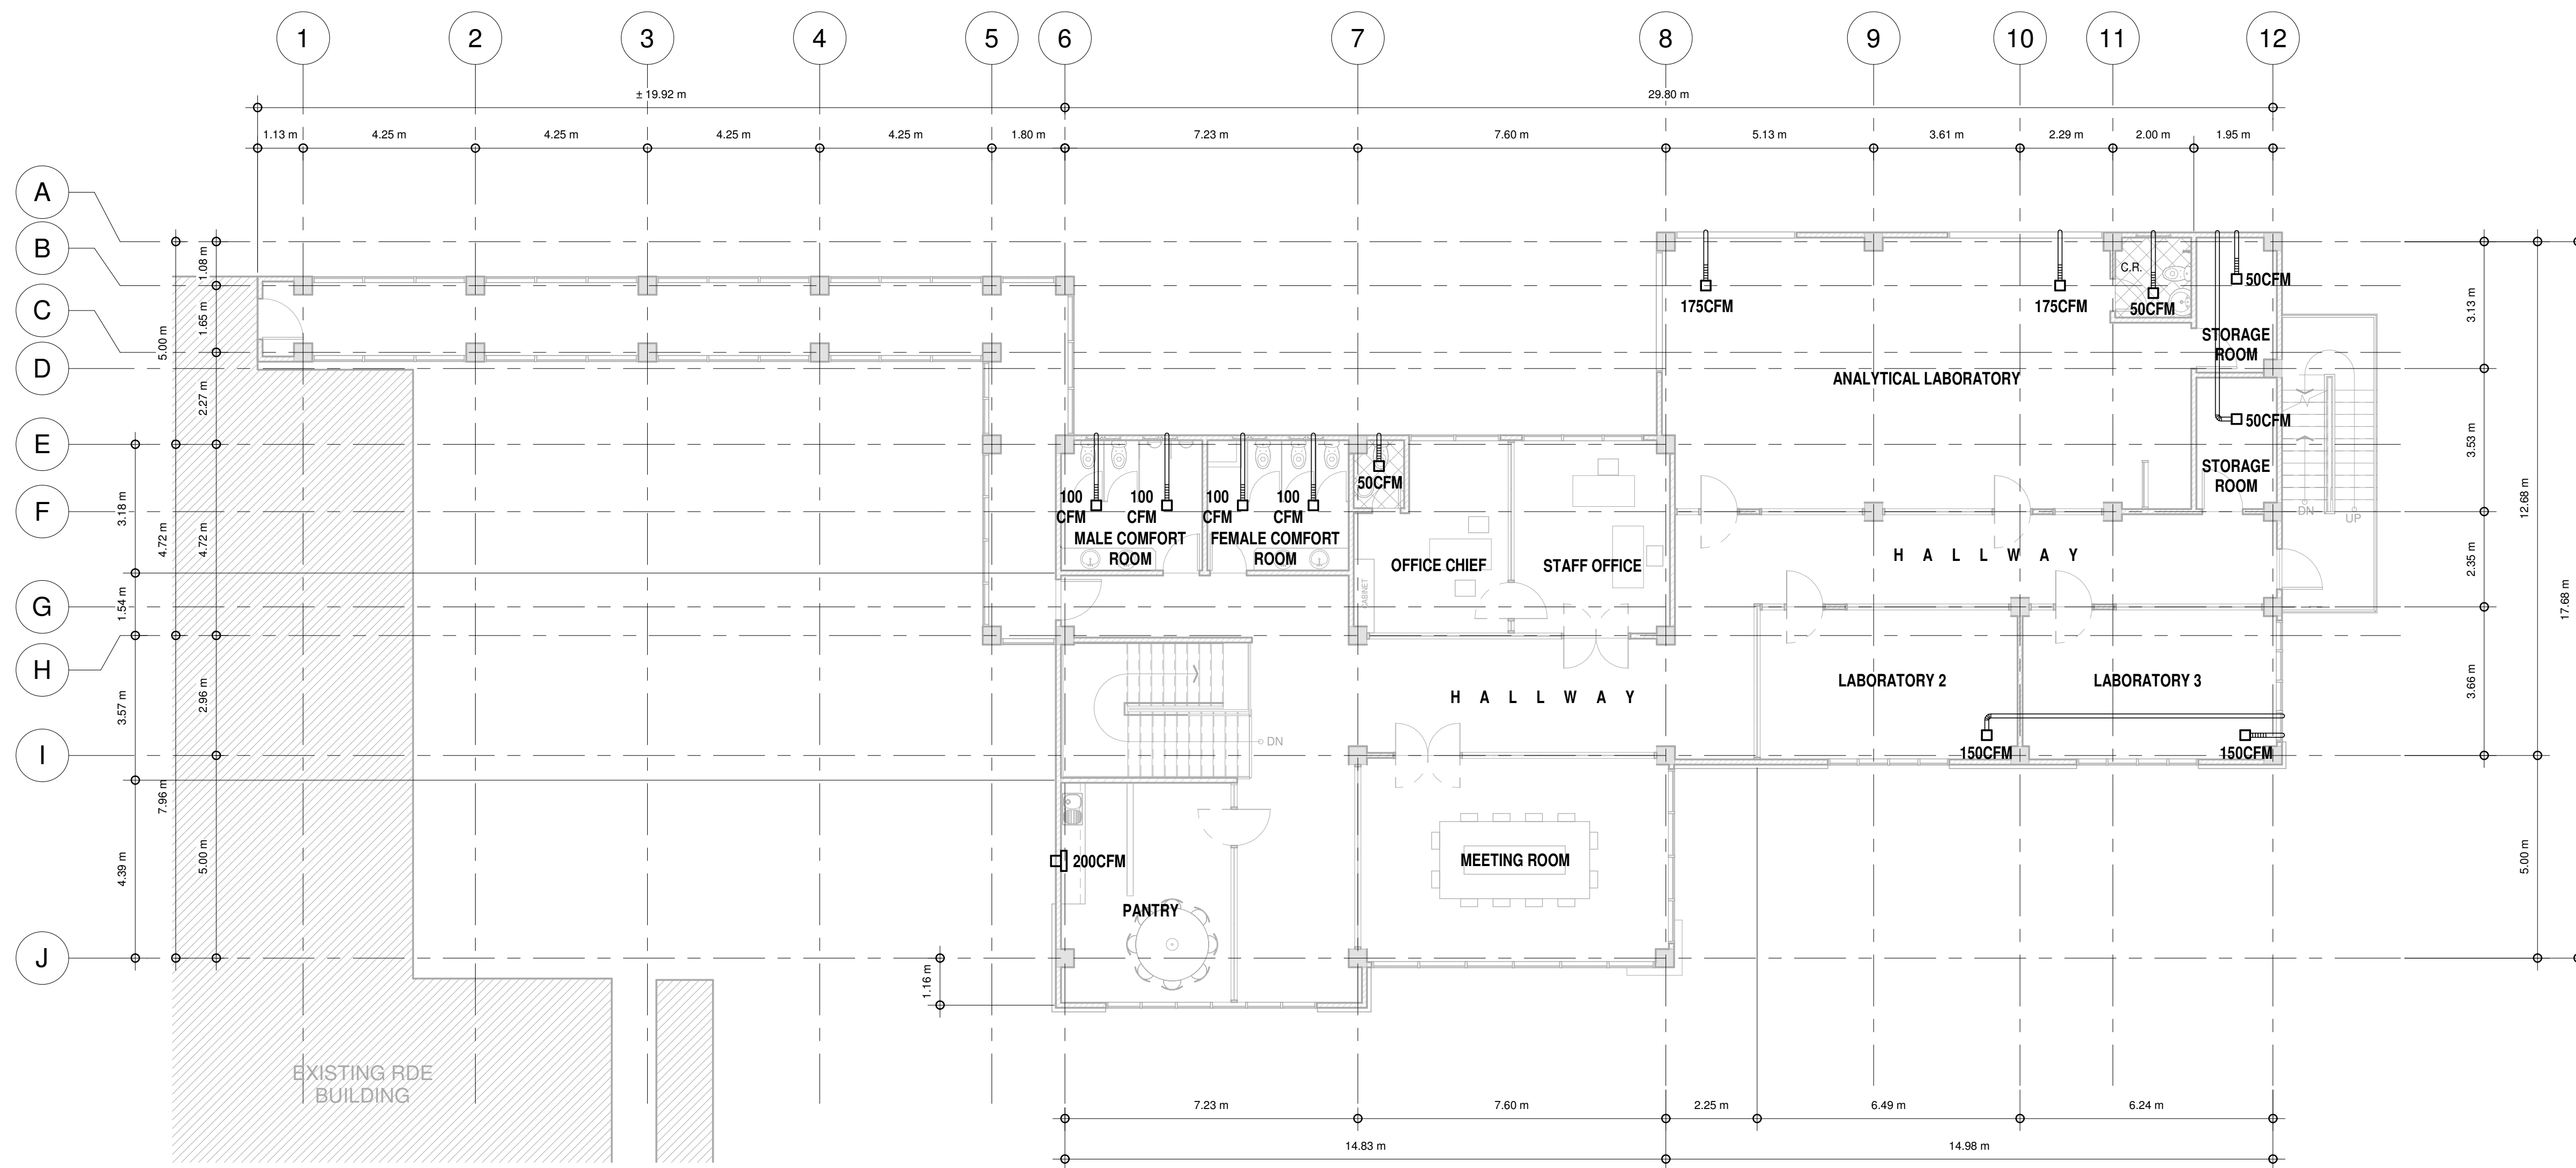 1
2
3
4
5
6
7
8
9
10
11
12
± 19.92 m
29.80 m
1.13 m
4.25 m
4.25 m
4.25 m
4.25 m
1.80 m
7.23 m
7.60 m
5.13 m
3.61 m
2.29 m
2.00 m
1.95 m
A
B
C
D
E
F
G
H
I
J
1.08 m
1.65 m
5.00 m
2.27 m
3.18 m
4.72 m
4.72 m
1.54 m
3.57 m
2.96 m
7.96 m
4.39 m
5.00 m
1.16 m
175CFM
175CFM
C.R.
50CFM
50CFM
STORAGE
ROOM
ANALYTICAL LABORATORY
50CFM
STORAGE
ROOM
DN
UP
100
CFM
100
CFM
100
CFM
100
CFM
50CFM
MALE COMFORT
ROOM
FEMALE COMFORT
ROOM
OFFICE CHIEF
STAFF OFFICE
CABINET
H A L L W A Y
H A L L W A Y
LABORATORY 2
LABORATORY 3
150CFM
150CFM
DN
200CFM
PANTRY
MEETING ROOM
3.13 m
3.53 m
2.35 m
3.66 m
12.68 m
5.00 m
17.68 m
EXISTING RDE
BUILDING
7.23 m
7.60 m
2.25 m
6.49 m
6.24 m
14.83 m
14.98 m